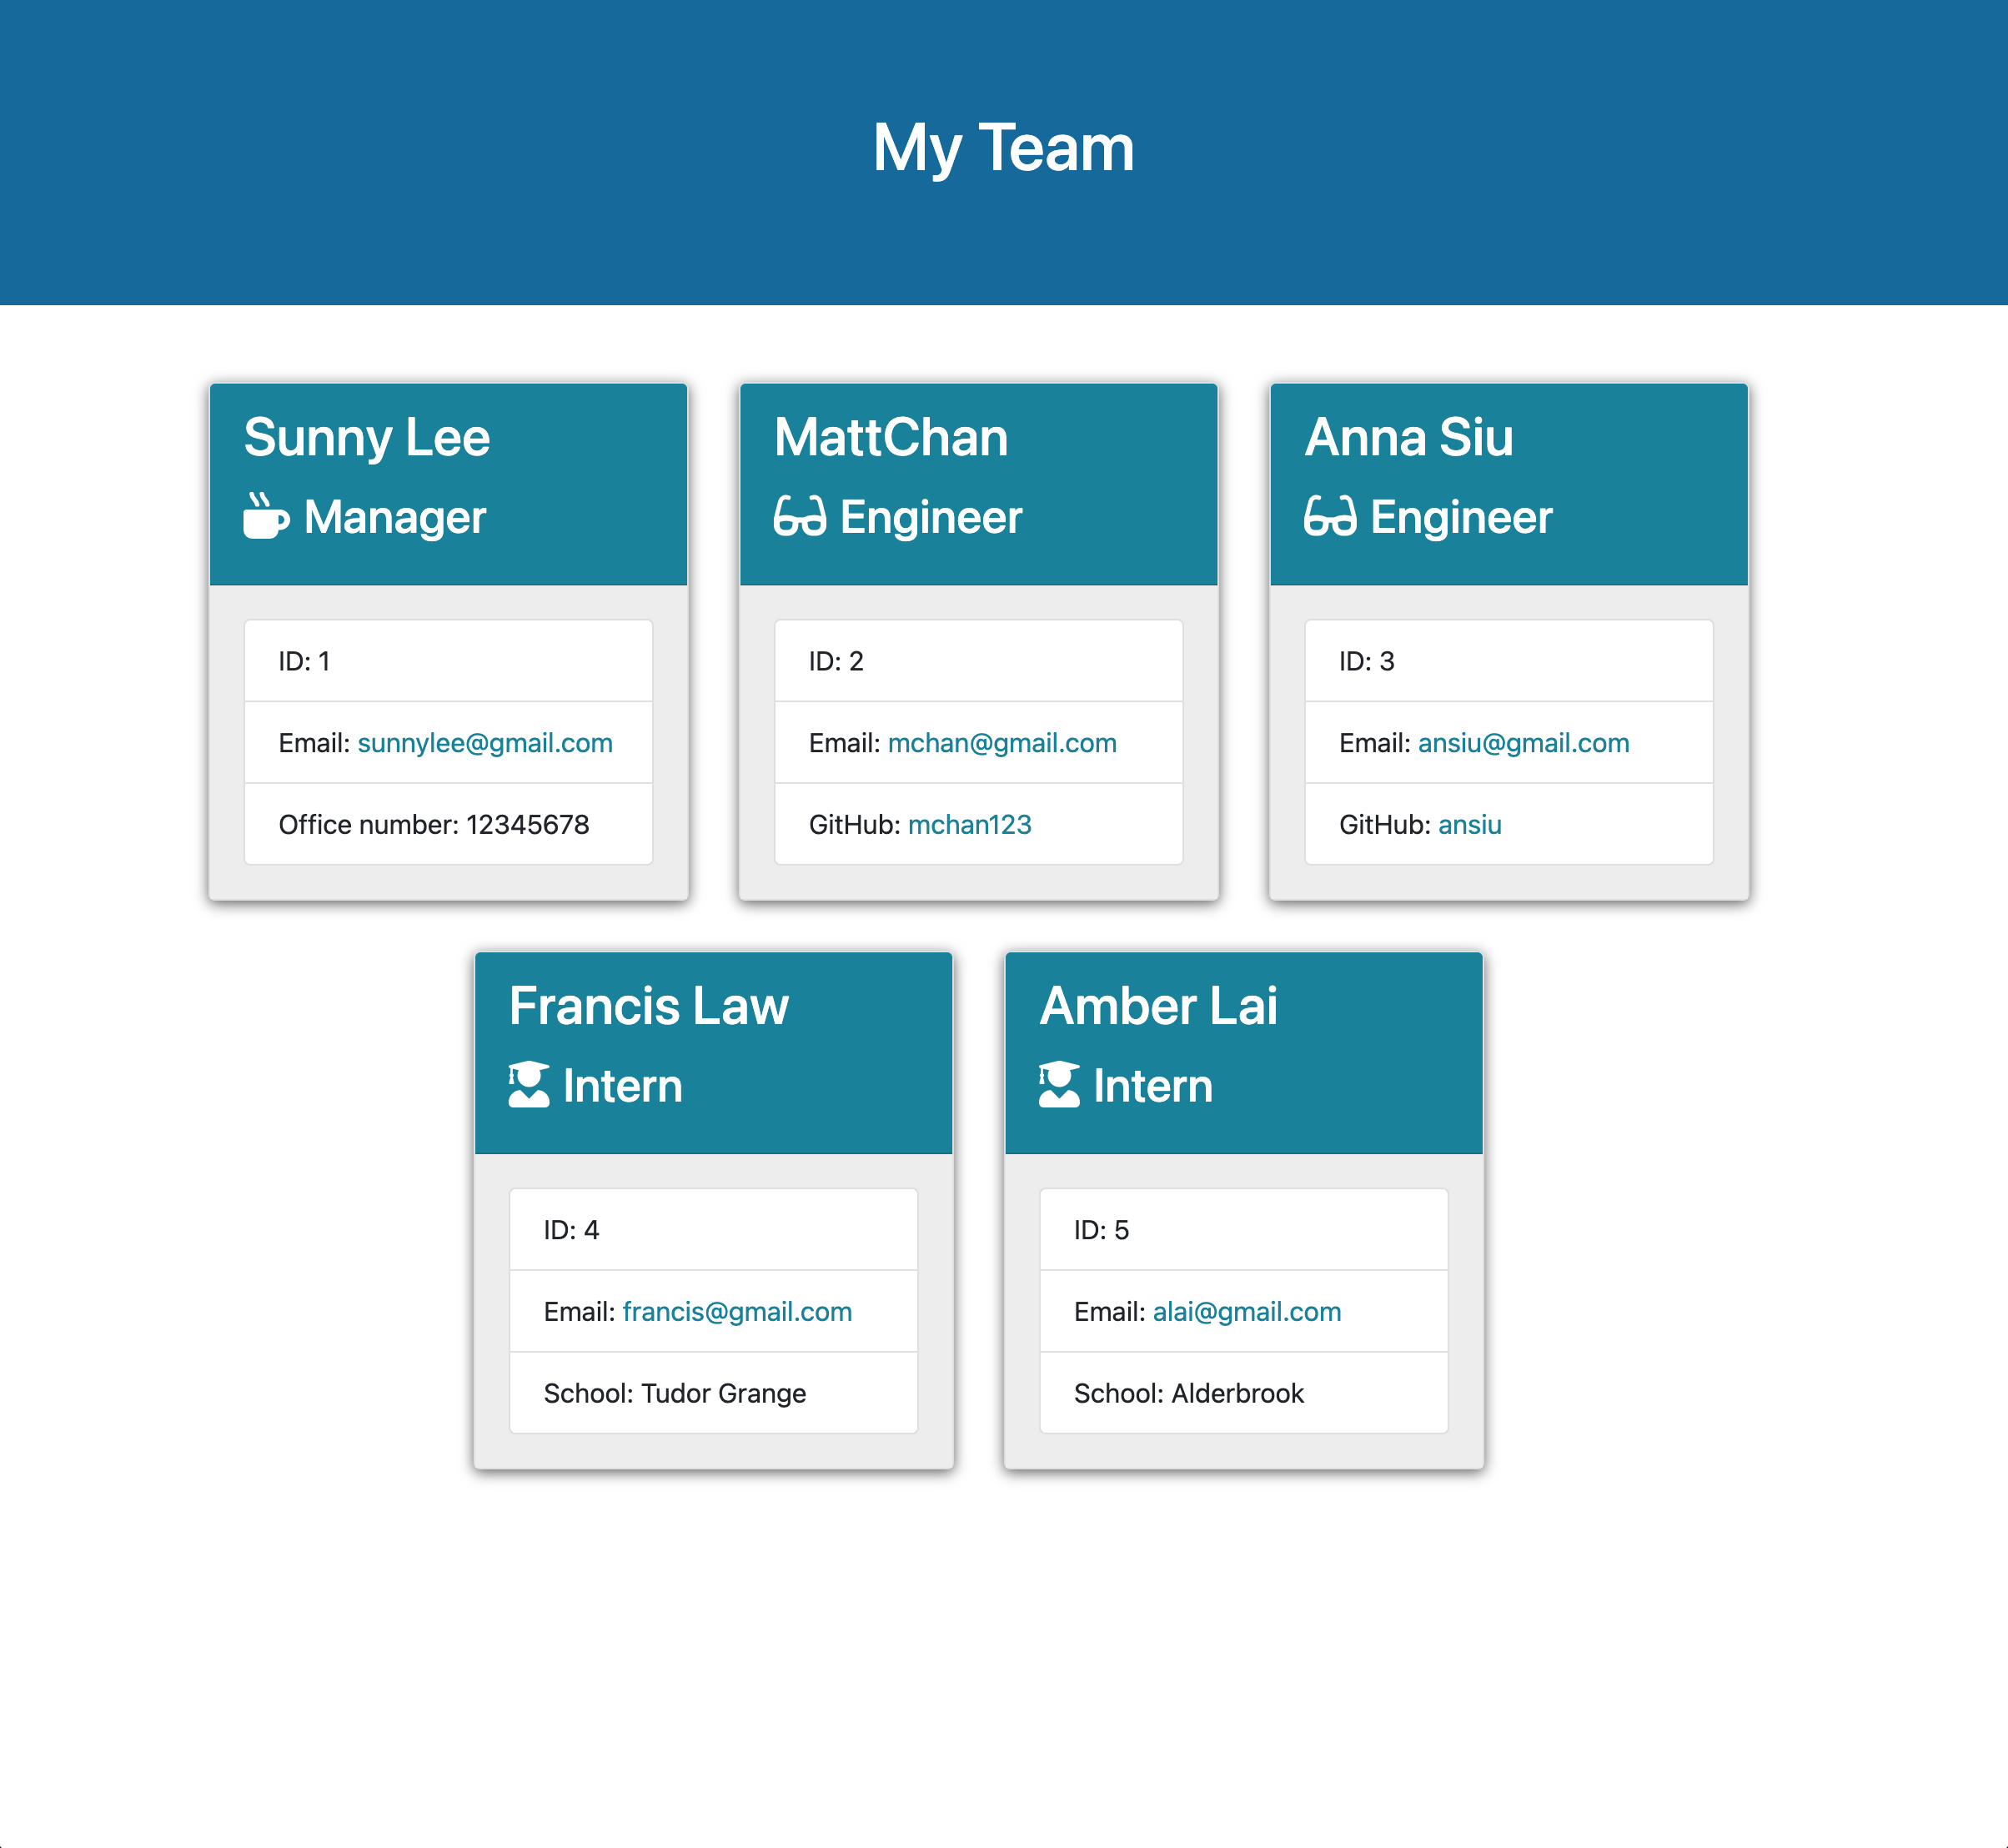 My Team
Sunny Lee
Manager
ID: 1
Email: sunnylee@gmail.com
Office number: 12345678
MattChan
Engineer
ID: 2
Email: mchan@gmail.com
GitHub: mchan123
Anna Siu
Engineer
ID: 3
Email: ansiu@gmail.com
GitHub: ansiu
Francis Law
Intern
ID: 4
Email: francis@gmail.com
School: Tudor Grange
Amber Lai
Intern
ID: 5
Email: alai@gmail.com
School: Alderbrook